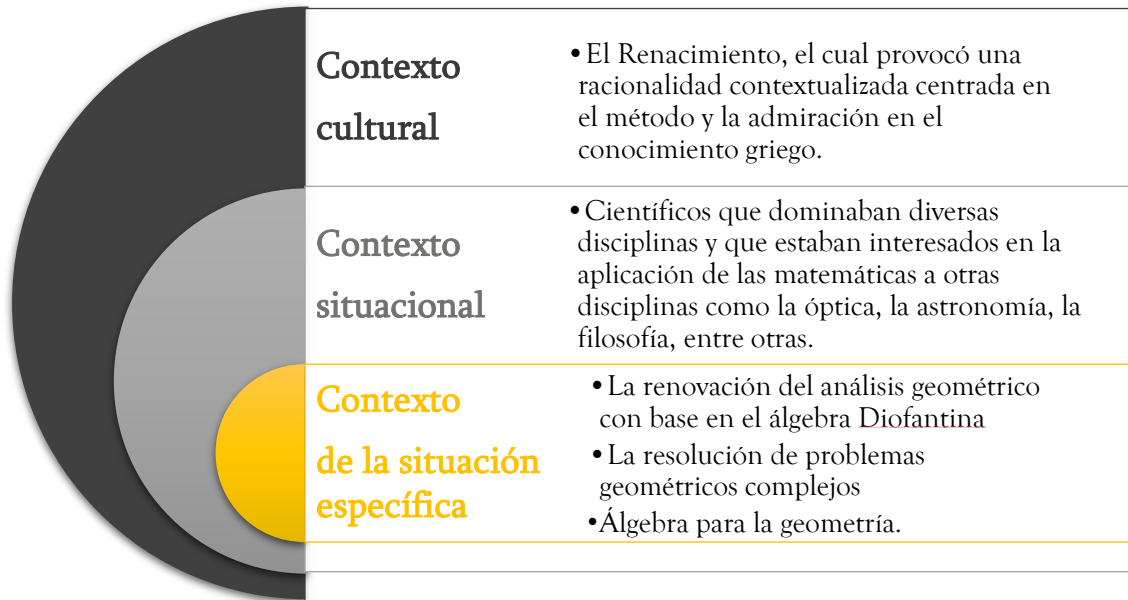 Contexto
cultural
• El Renacimiento, el cual provocó una
racionalidad contextualizada centrada en
el método y la admiración en el
conocimiento griego.
Contexto
situacional
• Científicos que dominaban diversas
disciplinas y que estaban interesados en la
aplicación de las matemáticas a otras
disciplinas como la óptica, la astronomía, la
filosofía, entre otras.
Contexto
de la situación
específica
• La renovación del análisis geométrico
con base en el álgebra Diofantina
• La resolución de problemas
geométricos complejos
•Álgebra para la geometría.